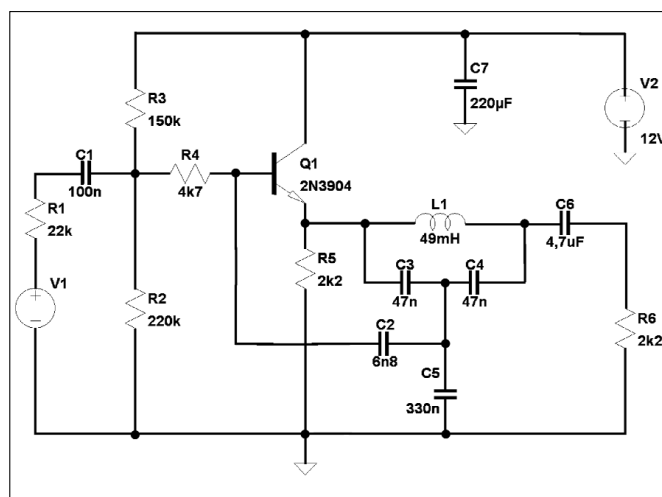 C7
220µF
V2
12V
R3
150k
C1
100n
R4
4k7
Q1
2N3904
R1
22k
L1
49mH
C6
4,7uF
V1
R5
2k2
C3
47n
C4
47n
R2
220k
C2
6n8
R6
2k2
C5
330n